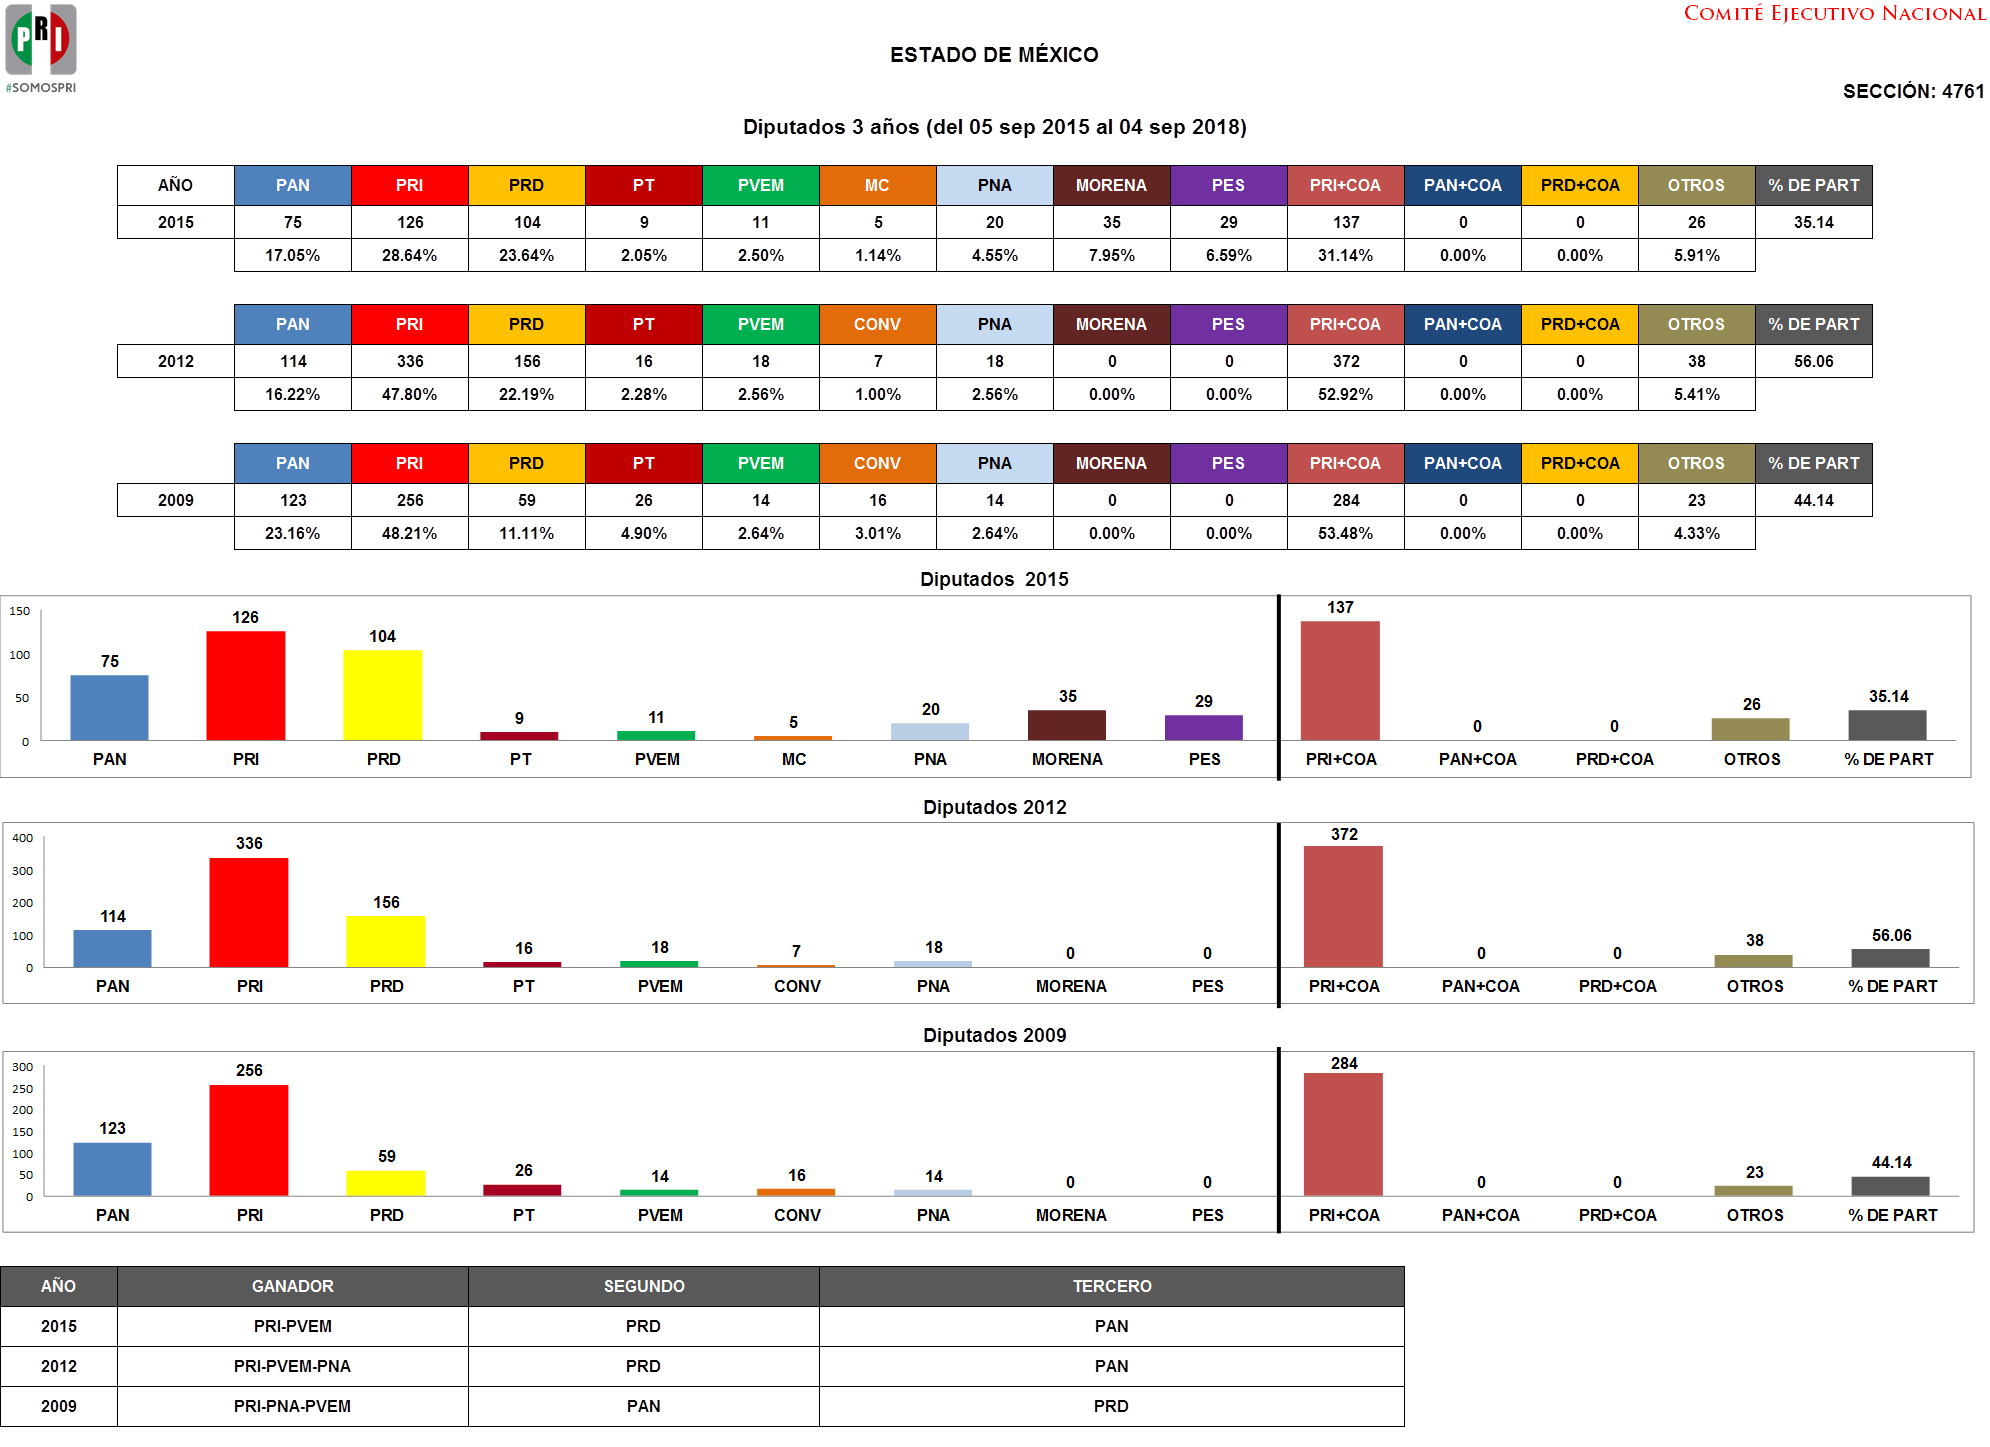 PRI
#SOMOSPRI
COMITÉ EJECUTIVO NACIONAL
ESTADO DE MÉXICO
SECCIÓN: 4761
Diputados 3 años (del 05 sep 2015 al 04 sep 2018)
AÑO PAN PRI PRD PT PVEM MC PNA MORENA PES PRI+COA PAN+COA PRD+COA OTROS % DE PART
2015 75 126 104 9 11 5 20 35 29 137 0 0 26 35.14
17.05% 28.64% 23.64% 2.05% 2.50% 1.14% 4.55% 7.95% 6.59% 31.14% 0.00% 0.00% 5.91%
PAN PRI PRD PT PVEM CONV PNA MORENA PES PRI+COA PAN+COA PRD+COA OTROS % DE PART
2012 114 336 156 16 18 7 18 0 0 372 0 0 38 56.06
16.22% 47.80% 22.19% 2.28% 2.56% 1.00% 2.56% 0.00% 0.00% 52.92% 0.00% 0.00% 5.41%
PAN PRI PRD PT PVEM CONV PNA MORENA PES PRI+COA PAN+COA PRD+COA OTROS % DE PART
2009 123 256 59 26 14 16 14 0 0 284 0 0 23 44.14
23.16% 48.21% 11.11% 4.90% 2.64% 3.01% 2.64% 0.00% 0.00% 53.48% 0.00% 0.00% 4.33%
Diputados 2015
150
100
50
0
75 126 104 9 11 5 20 35 29 137 0 0 26 35.14
PAN PRI PRD PT PVEM MC PNA MORENA PES PRI+COA PAN+COA PRD+COA OTROS % DE PART
Diputados 2012
400
300
200
100
0
114 336 156 16 18 7 18 0 0 372 0 0 38 56.06
PAN PRI PRD PT PVEM CONV PNA MORENA PES PRI+COA PAN+COA PRD+COA OTROS % DE PART
Diputados 2009
300
250
200
150
100
50
0
123 256 59 26 14 16 14 0 0 284 0 0 23 44.14
PAN PRI PRD PT PVEM CONV PNA MORENA PES PRI+COA PAN+COA PRD+COA OTROS % DE PART
AÑO GANADOR SEGUNDO TERCERO
2015 PRI-PVEM PRD PAN
2012 PRI-PVEM-PNA PRD PAN
2009 PRI-PNA-PVEM PAN PRD